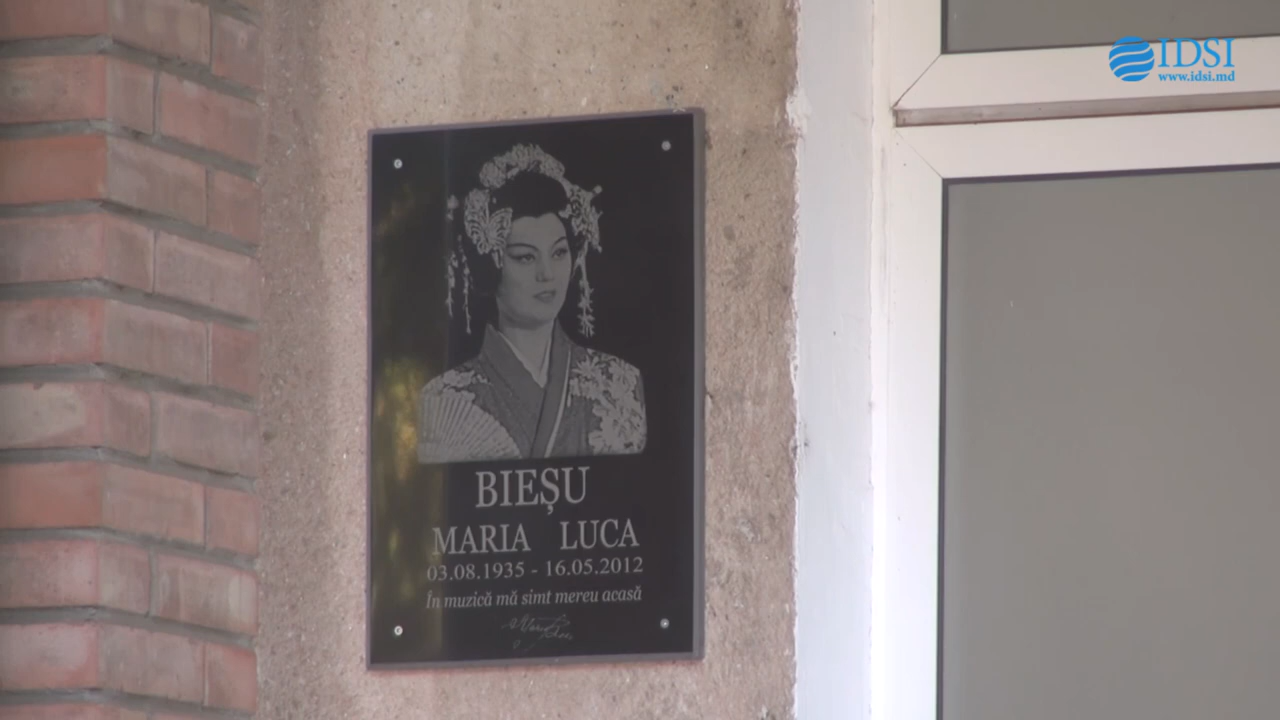 IDSI
www.idsi.md
BIEȘU
MARIA LUCA
03.08.1935 - 16.05.2012
În muzică mă simt mereu acasă